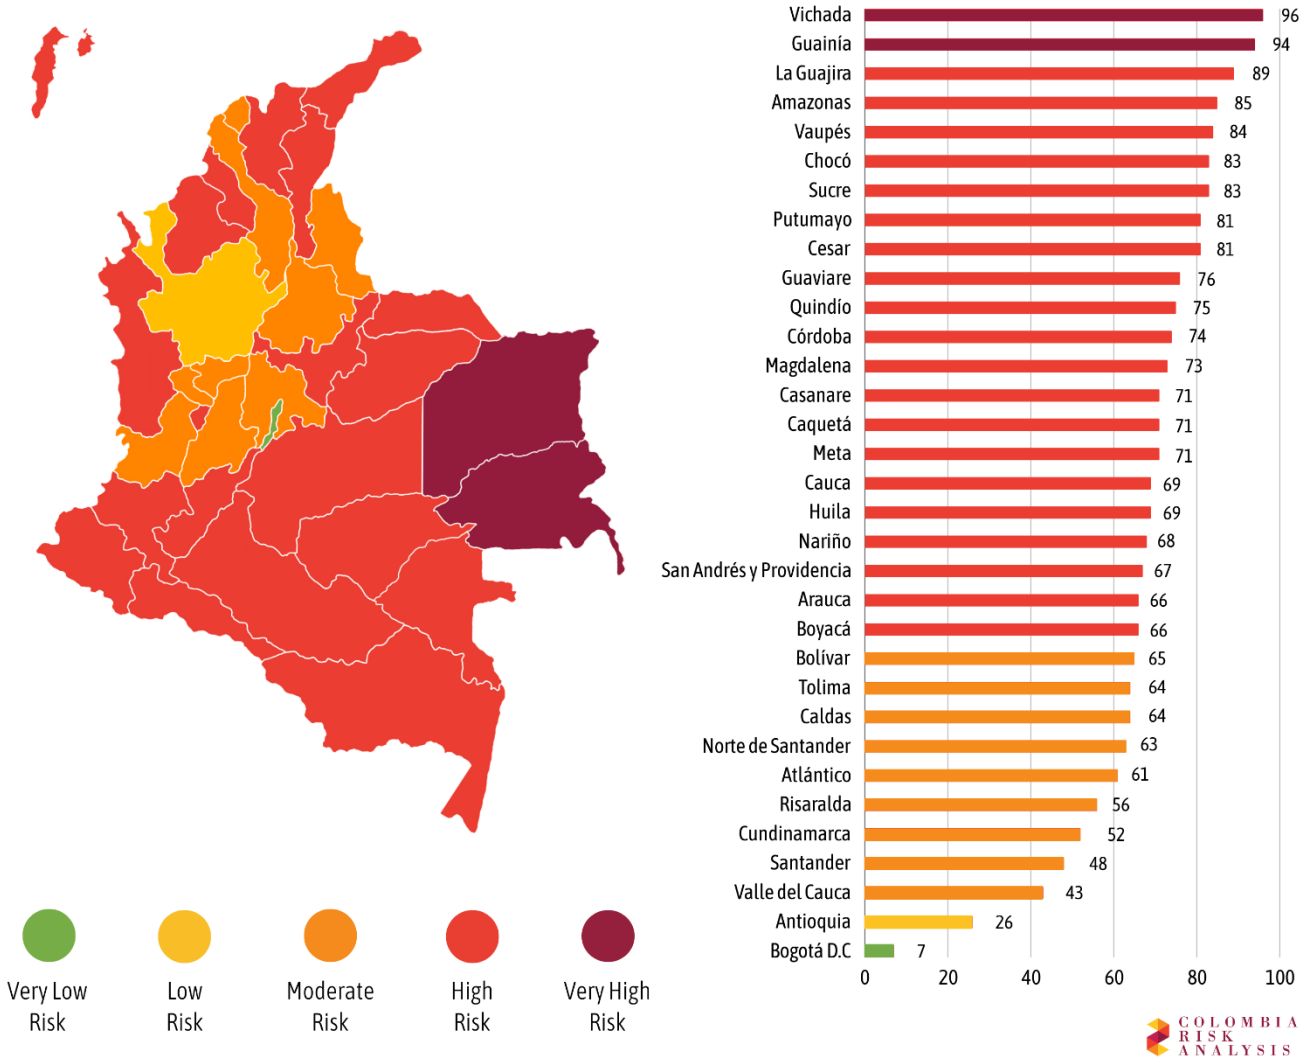 Vichada 96
Guainía 94
La Guajira 89
Amazonas 85
Vaupés 84
Chocó 83
Sucre 83
Putumayo 81
Cesar 81
Guaviare 76
Quindío 75
Córdoba 74
Magdalena 73
Casanare 71
Caquetá 71
Meta 71
Cauca 69
Huila 69
Nariño 68
San Andrés y Providencia 67
Arauca 66
Boyacá 66
Bolívar 65
Tolima 64
Caldas 64
Norte de Santander 63
Atlántico 61
Risaralda 56
Cundinamarca 52
Santander 48
Valle del Cauca 43
Antioquia 26
Bogotá D.C 7
0 20 40 60 80 100
Very Low Low Moderate High Very High
Risk Risk Risk Risk Risk
COLOMBIA
RISK
ANALYSIS